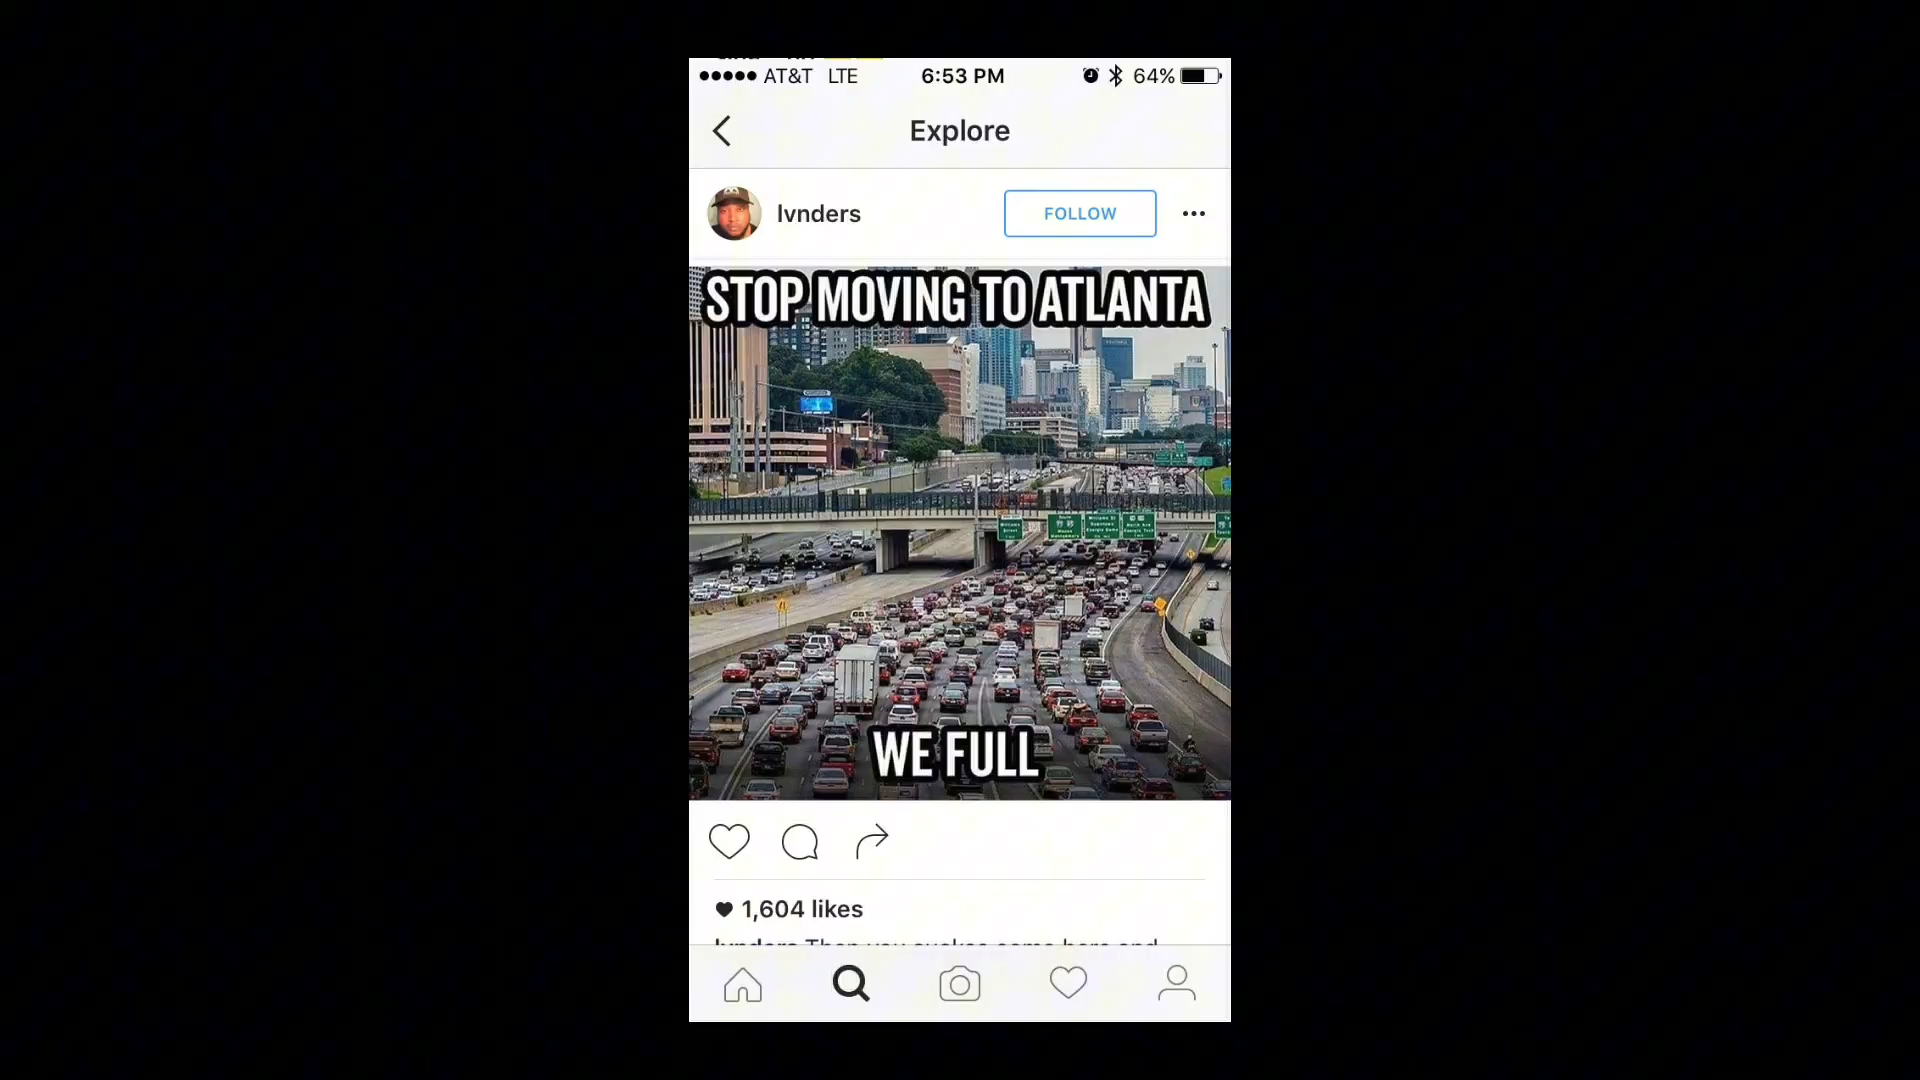 AT&T LTE 6:53 PM 64%
Explore
lvnders FOLLOW
STOP MOVING TO ATLANTA
WE FULL
1,604 likes